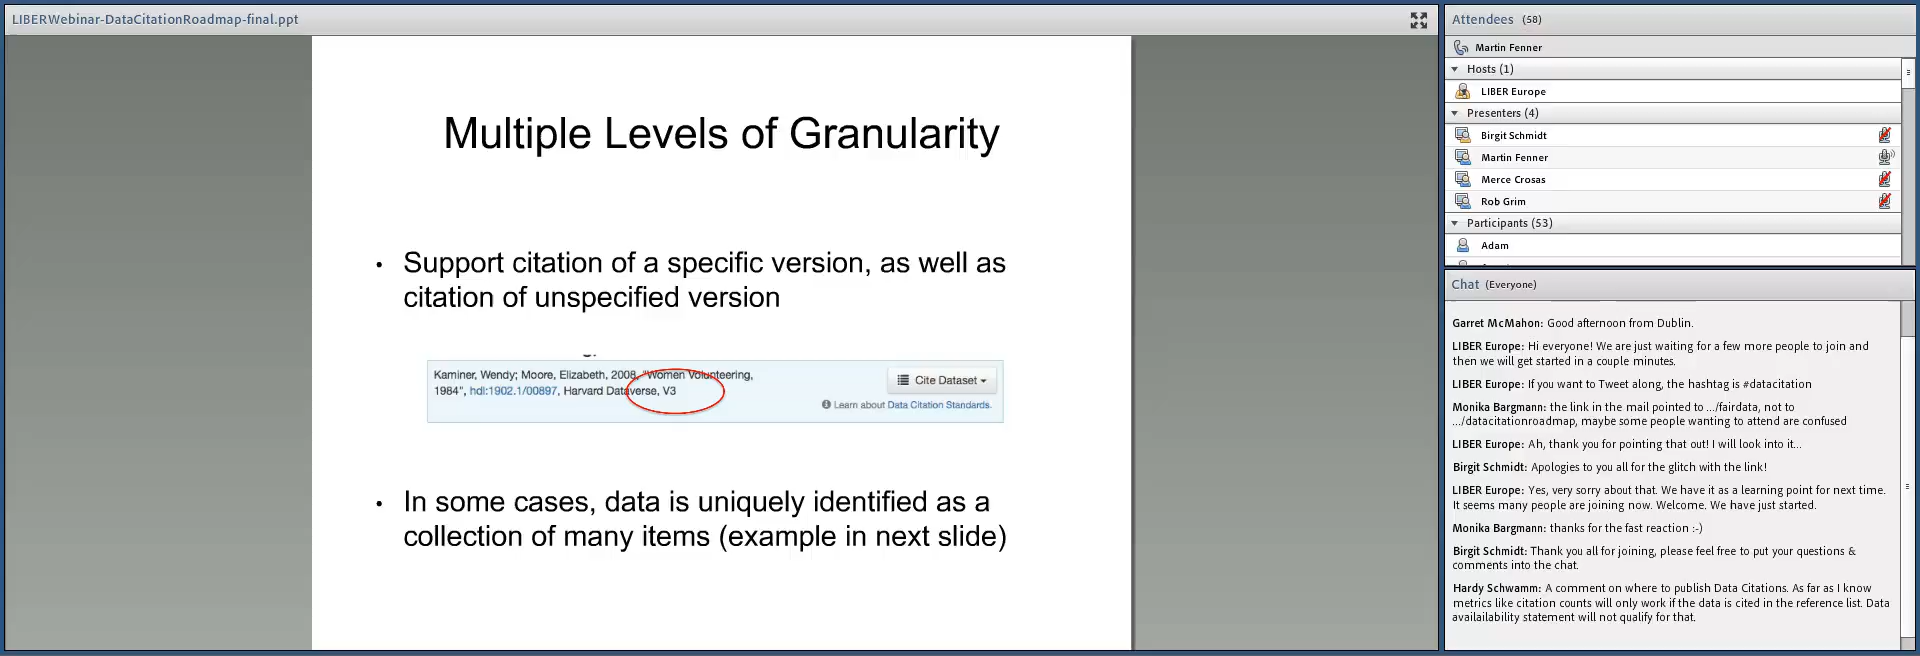 LIBERWebinar-DataCitationRoadmap-final.ppt
Multiple Levels of Granularity
• Support citation of a specific version, as well as
citation of unspecified version
Kaminer, Wendy; Moore, Elizabeth, 2008, "Women Volunteering,
1984", hdl:1902.1/00897, Harvard Dataverse, V3
Cite Dataset
Learn about Data Citation Standards.
• In some cases, data is uniquely identified as a
collection of many items (example in next slide)
Attendees (58)
Martin Fenner
Hosts (1)
LIBER Europe
Presenters (4)
Birgit Schmidt
Martin Fenner
Merce Crosas
Rob Grim
Participants (53)
Adam
Chat (Everyone)
Garret McMahon: Good afternoon from Dublin.
LIBER Europe: Hi everyone! We are just waiting for a few more people to join and
then we will get started in a couple minutes.
LIBER Europe: If you want to Tweet along, the hashtag is #datacitation
Monika Bargmann: the link in the mail pointed to .../fairdata, not to
.../datacitationroadmap, maybe some people wanting to attend are confused
LIBER Europe: Ah, thank you for pointing that out! I will look into it...
Birgit Schmidt: Apologies to you all for the glitch with the link!
LIBER Europe: Yes, very sorry about that. We have it as a learning point for next time.
It seems many people are joining now. Welcome. We have just started.
Monika Bargmann: thanks for the fast reaction :-)
Birgit Schmidt: Thank you all for joining, please feel free to put your questions &
comments into the chat.
Hardy Schwamm: A comment on where to publish Data Citations. As far as I know
metrics like citation counts will only work if the data is cited in the reference list. Data
availailability statement will not qualify for that.